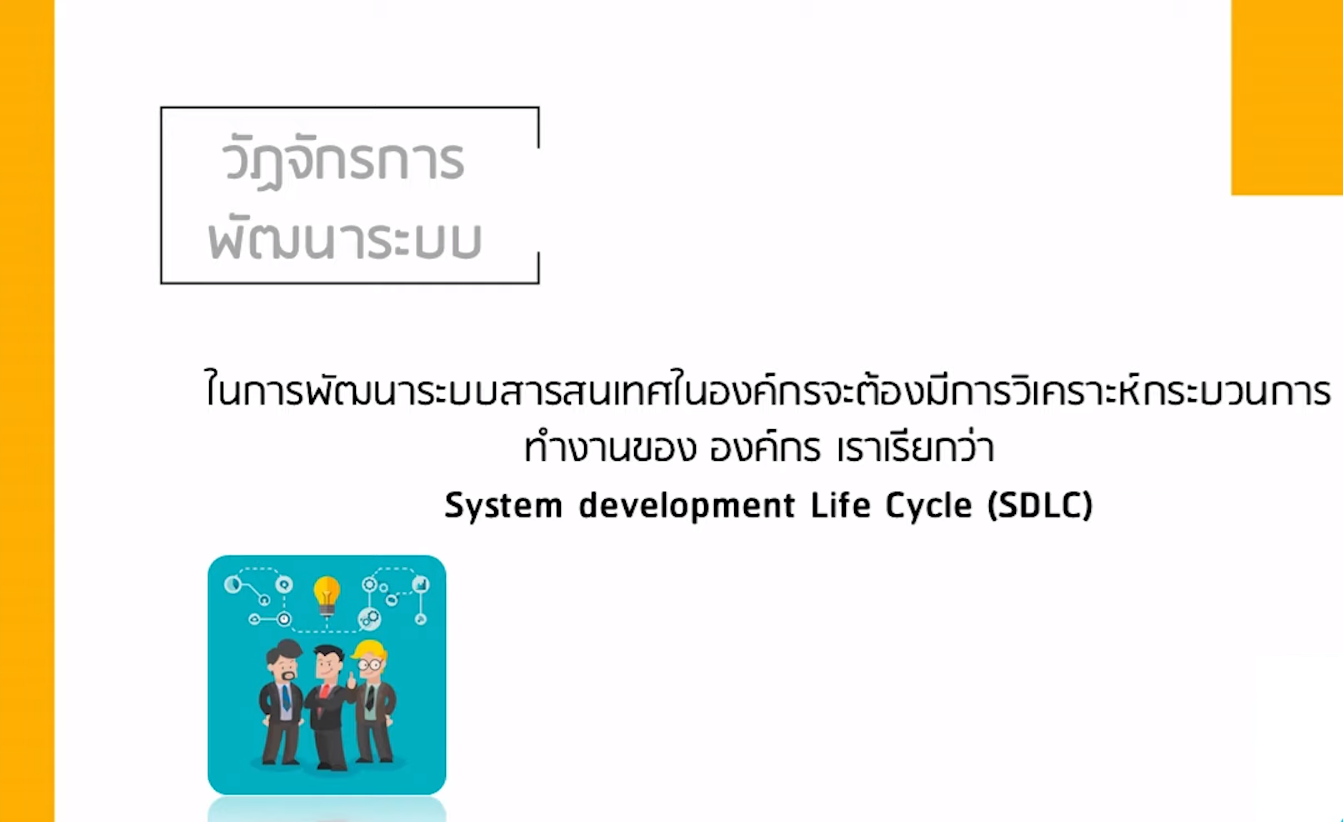 วัฏจักรการ
พัฒนาระบบ
ในการพัฒนาระบบสารสนเทศในองค์กรจะต้องมีการวิเคราะห์กระบวนการ
ทำงานของ องค์กร เราเรียกว่า
System development Life Cycle (SDLC)